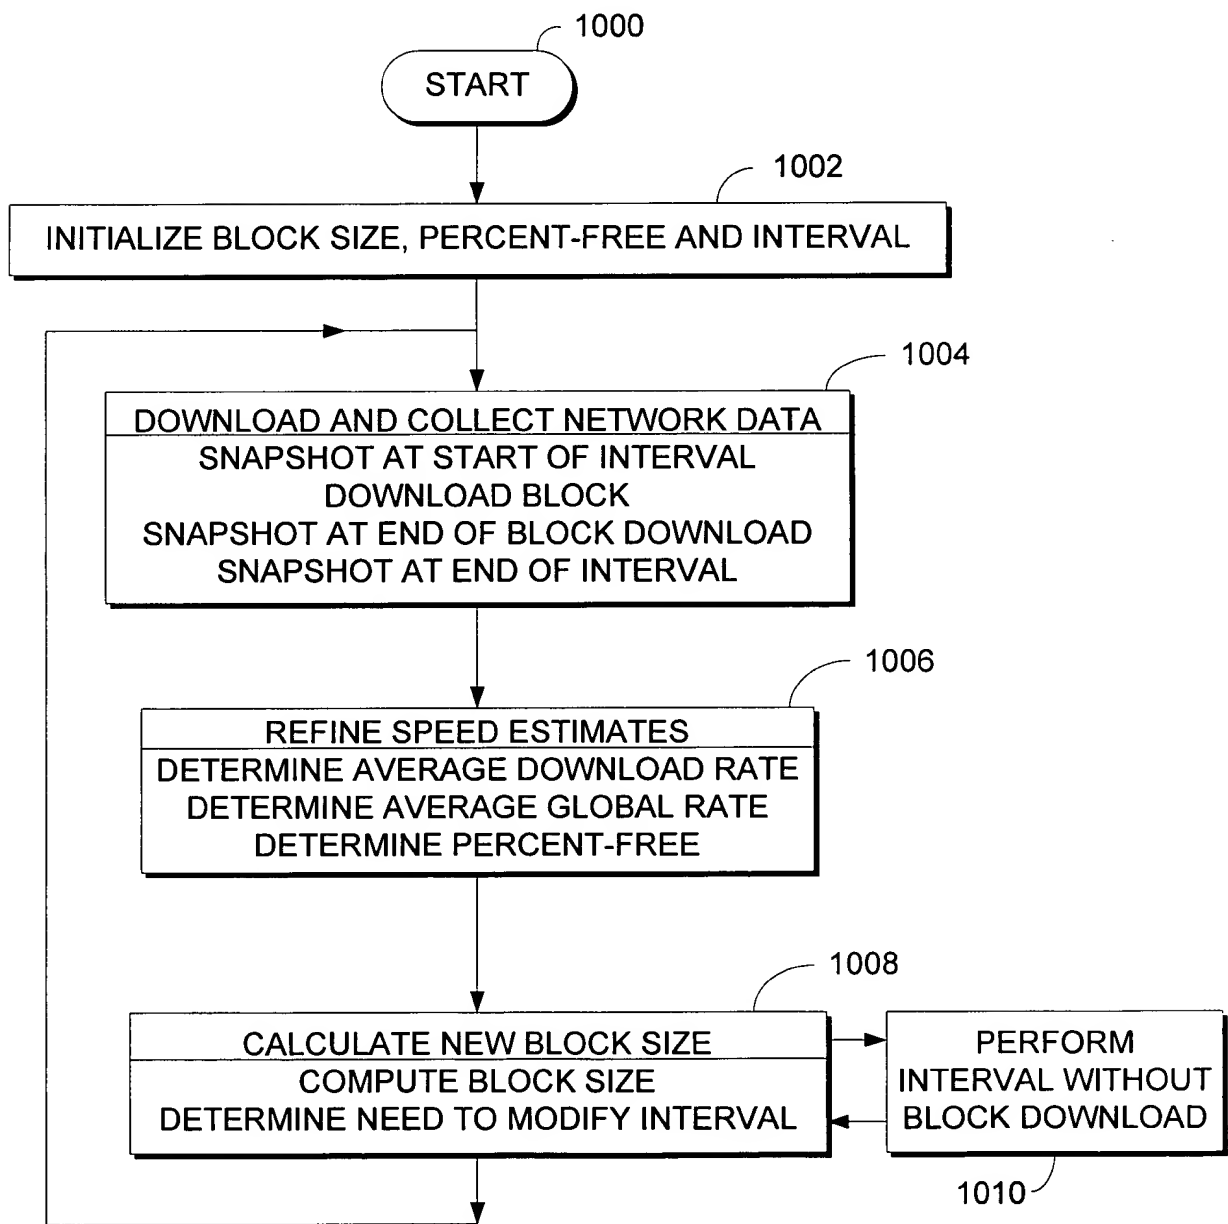 1000
START
1002
INITIALIZE BLOCK SIZE, PERCENT-FREE AND INTERVAL
1004
DOWNLOAD AND COLLECT NETWORK DATA
SNAPSHOT AT START OF INTERVAL
DOWNLOAD BLOCK
SNAPSHOT AT END OF BLOCK DOWNLOAD
SNAPSHOT AT END OF INTERVAL
1006
REFINE SPEED ESTIMATES
DETERMINE AVERAGE DOWNLOAD RATE
DETERMINE AVERAGE GLOBAL RATE
DETERMINE PERCENT-FREE
1008
CALCULATE NEW BLOCK SIZE
COMPUTE BLOCK SIZE
DETERMINE NEED TO MODIFY INTERVAL
PERFORM
INTERVAL WITHOUT
BLOCK DOWNLOAD
1010